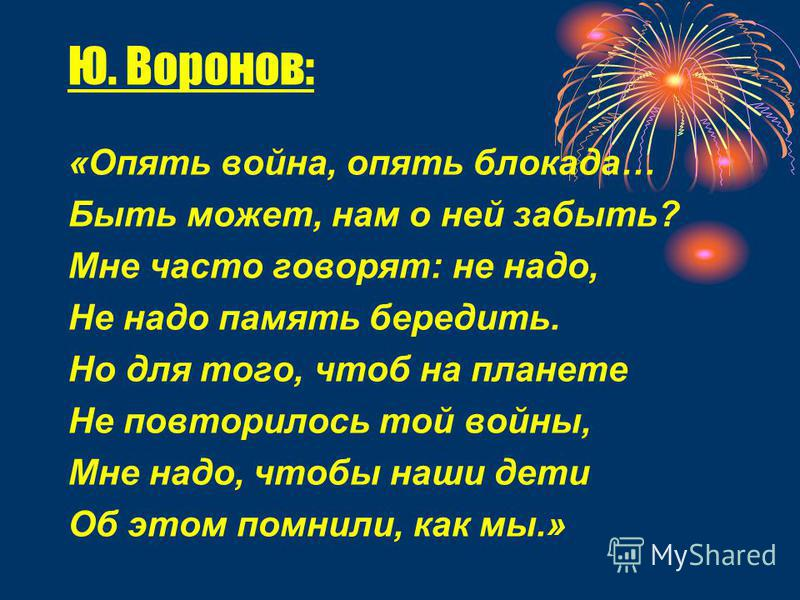 Ю. Воронов:
«Опять война, опять блокада…
Быть может, нам о ней забыть?
Мне часто говорят: не надо,
Не надо память бередить.
Но для того, чтоб на планете
Не повторилось той войны,
Мне надо, чтобы наши дети
Об этом помнили, как мы.»
MyShared